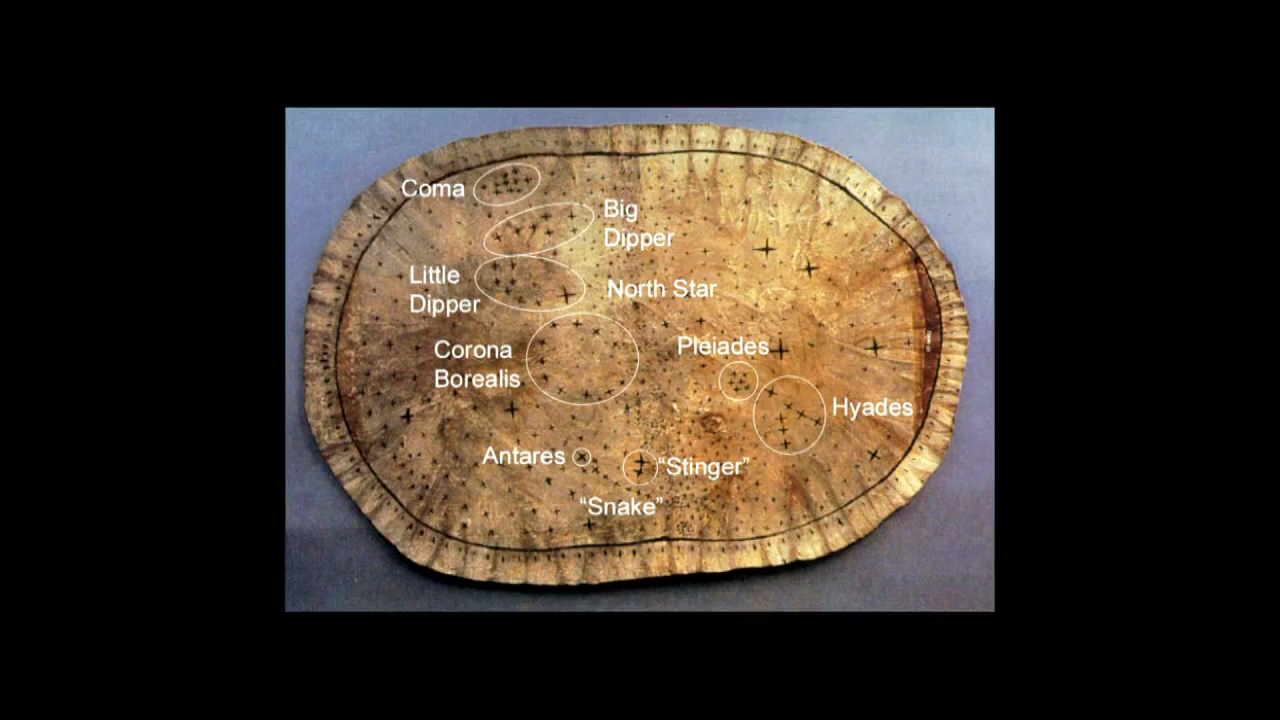 Coma
Big
Dipper
Little
Dipper
North Star
Pleiades
Corona
Borealis
Hyades
Antares
“Stinger”
“Snake”